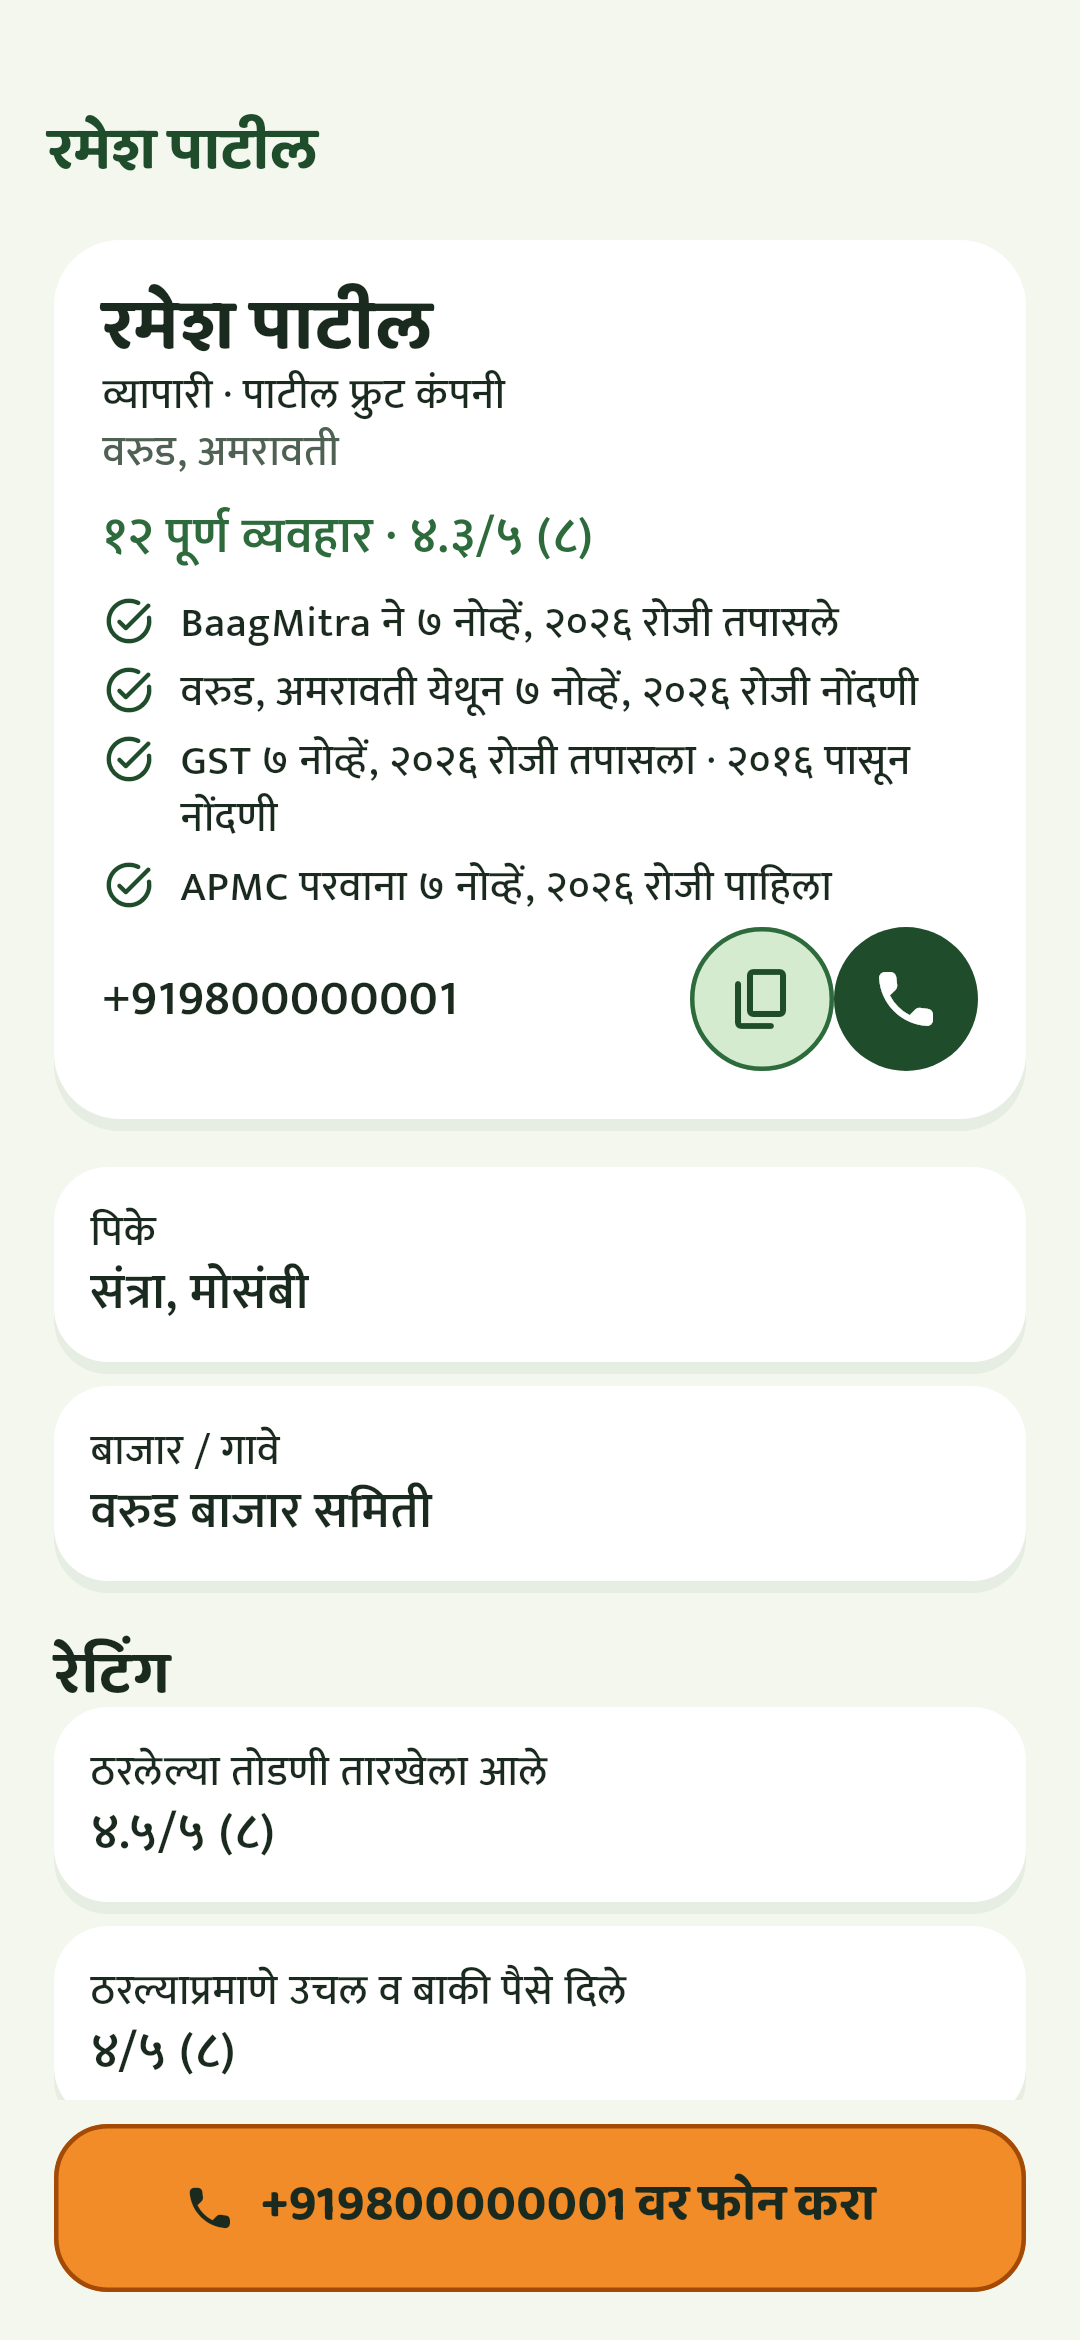 रमेश पाटील
रमेश पाटील
व्यापारी · पाटील फ्रुट कंपनी
वरुड, अमरावती
१२ पूर्ण व्यवहार · ४.३/५ (८)
BaagMitra ने ७ नोव्हें, २०२६ रोजी तपासले
वरुड, अमरावती येथून ७ नोव्हें, २०२६ रोजी नोंदणी
GST ७ नोव्हें, २०२६ रोजी तपासला · २०१६ पासून
नोंदणी
APMC परवाना ७ नोव्हें, २०२६ रोजी पाहिला
+919800000001
पिके
संत्रा, मोसंबी
बाजार / गावे
वरुड बाजार समिती
रेटिंग
ठरलेल्या तोडणी तारखेला आले
४.५/५ (८)
ठरल्याप्रमाणे उचल व बाकी पैसे दिले
४/५ (८)
+919800000001 वर फोन करा